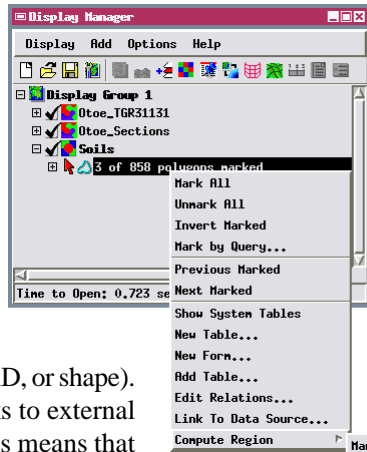 Display Manager
Display Add Options Help
Display Group 1
Otoe_TGR31131
Otoe_Sections
Soils
3 of 858 polygons marked
Mark All
Unmark All
Invert Marked
Mark by Query...
Previous Marked
Next Marked
Time to Open: 0.723 se
Show System Tables
New Table...
New Form...
Add Table...
Edit Relations...
Link To Data Source...
Compute Region
Mar
D, or shape).
s to external
s means that